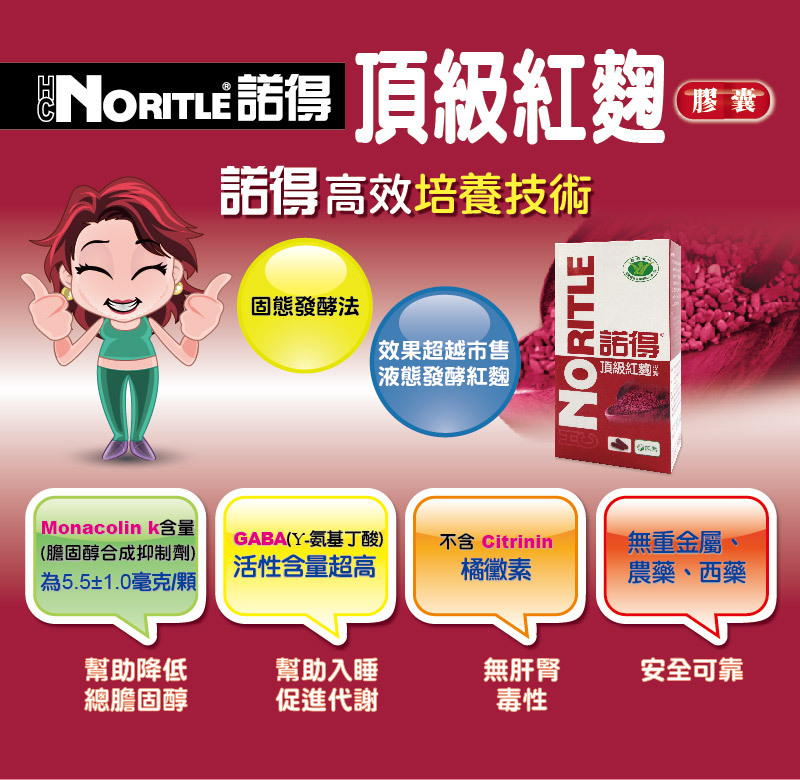 HC NORITLE® 諾得 頂級紅麴 膠囊
諾得高效培養技術
固態發酵法
效果超越市售
液態發酵紅麴
NORITLE
諾得
頂級紅麴膠囊
HCS
Monacolin k含量
(膽固醇合成抑制劑)
為5.5±1.0毫克/顆
GABA(Υ-氨基丁酸)
活性含量超高
不含 Citrinin
橘黴素
無重金屬、
農藥、西藥
幫助降低
總膽固醇
幫助入睡
促進代謝
無肝腎
毒性
安全可靠